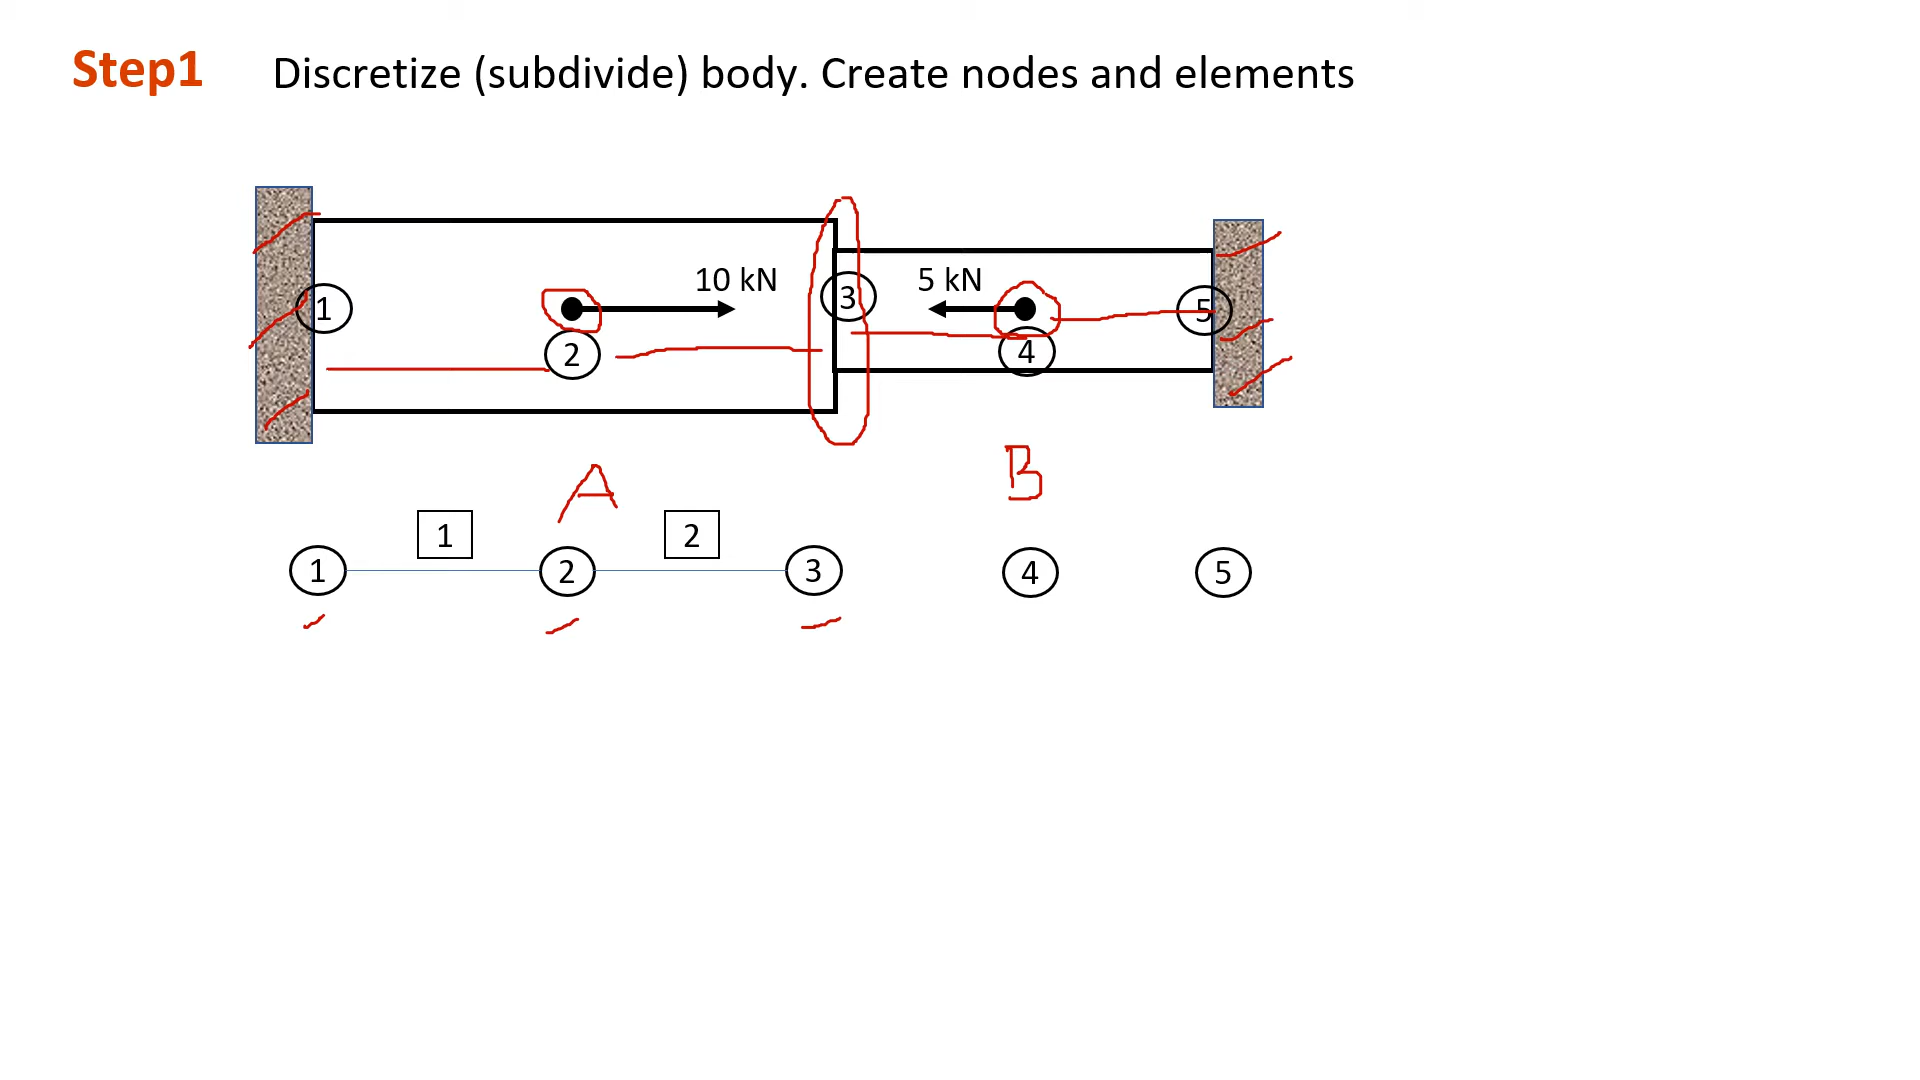 Step1 Discretize (subdivide) body. Create nodes and elements
10 kN 5 kN
1 2 3 4 5
A B
1 2
1 2 3 4 5